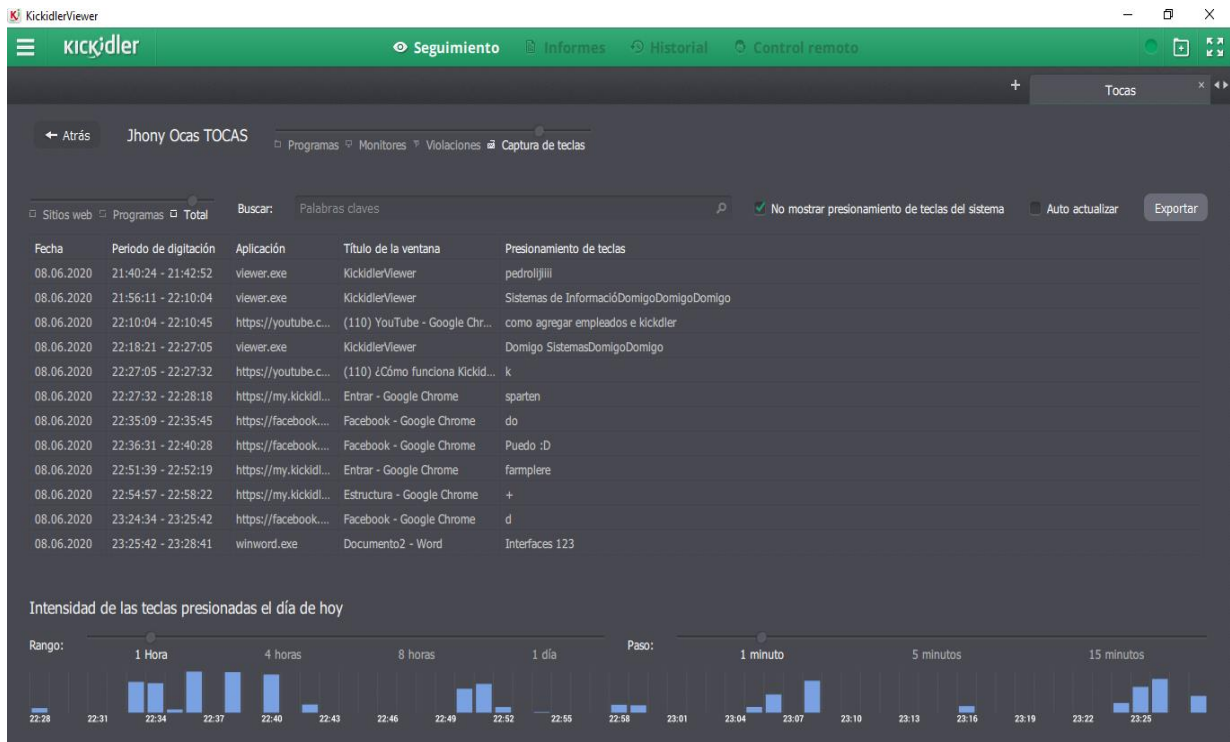 KickidlerViewer
KICKidler
Seguimiento Informes Historial Control remoto
+ Tocas
Atrás Jhony Ocas TOCAS Programas Monitores Violaciones Captura de teclas
Sitios web Programas Total Buscar: Palabras claves No mostrar presionamiento de teclas del sistema Auto actualizar Exportar
Fecha Periodo de digitación Aplicación Título de la ventana Presionamiento de teclas
08.06.2020 21:40:24 - 21:42:52 viewer.exe KickidlerViewer pedrolijiiii
08.06.2020 21:56:11 - 22:10:04 viewer.exe KickidlerViewer Sistemas de InformacióDomigoDomigoDomigo
08.06.2020 22:10:04 - 22:10:45 https://youtube.c... (110) YouTube - Google Chr... como agregar empleados e kickdler
08.06.2020 22:18:21 - 22:27:05 viewer.exe KickidlerViewer Domigo SistemasDomigoDomigo
08.06.2020 22:27:05 - 22:27:32 https://youtube.c... (110) ¿Cómo funciona Kickid... k
08.06.2020 22:27:32 - 22:28:18 https://my.kickidl... Entrar - Google Chrome sparten
08.06.2020 22:35:09 - 22:35:45 https://facebook.... Facebook - Google Chrome do
08.06.2020 22:36:31 - 22:40:28 https://facebook.... Facebook - Google Chrome Puedo :D
08.06.2020 22:51:39 - 22:52:19 https://my.kickidl... Entrar - Google Chrome farmplere
08.06.2020 22:54:57 - 22:58:22 https://my.kickidl... Estructura - Google Chrome +
08.06.2020 23:24:34 - 23:25:42 https://facebook.... Facebook - Google Chrome d
08.06.2020 23:25:42 - 23:28:41 winword.exe Documento2 - Word Interfaces 123
Intensidad de las teclas presionadas el día de hoy
Rango: 1 Hora 4 horas 8 horas 1 día Paso: 1 minuto 5 minutos 15 minutos
22:28 22:31 22:34 22:37 22:40 22:43 22:46 22:49 22:52 22:55 22:58 23:01 23:04 23:07 23:10 23:13 23:16 23:19 23:22 23:25